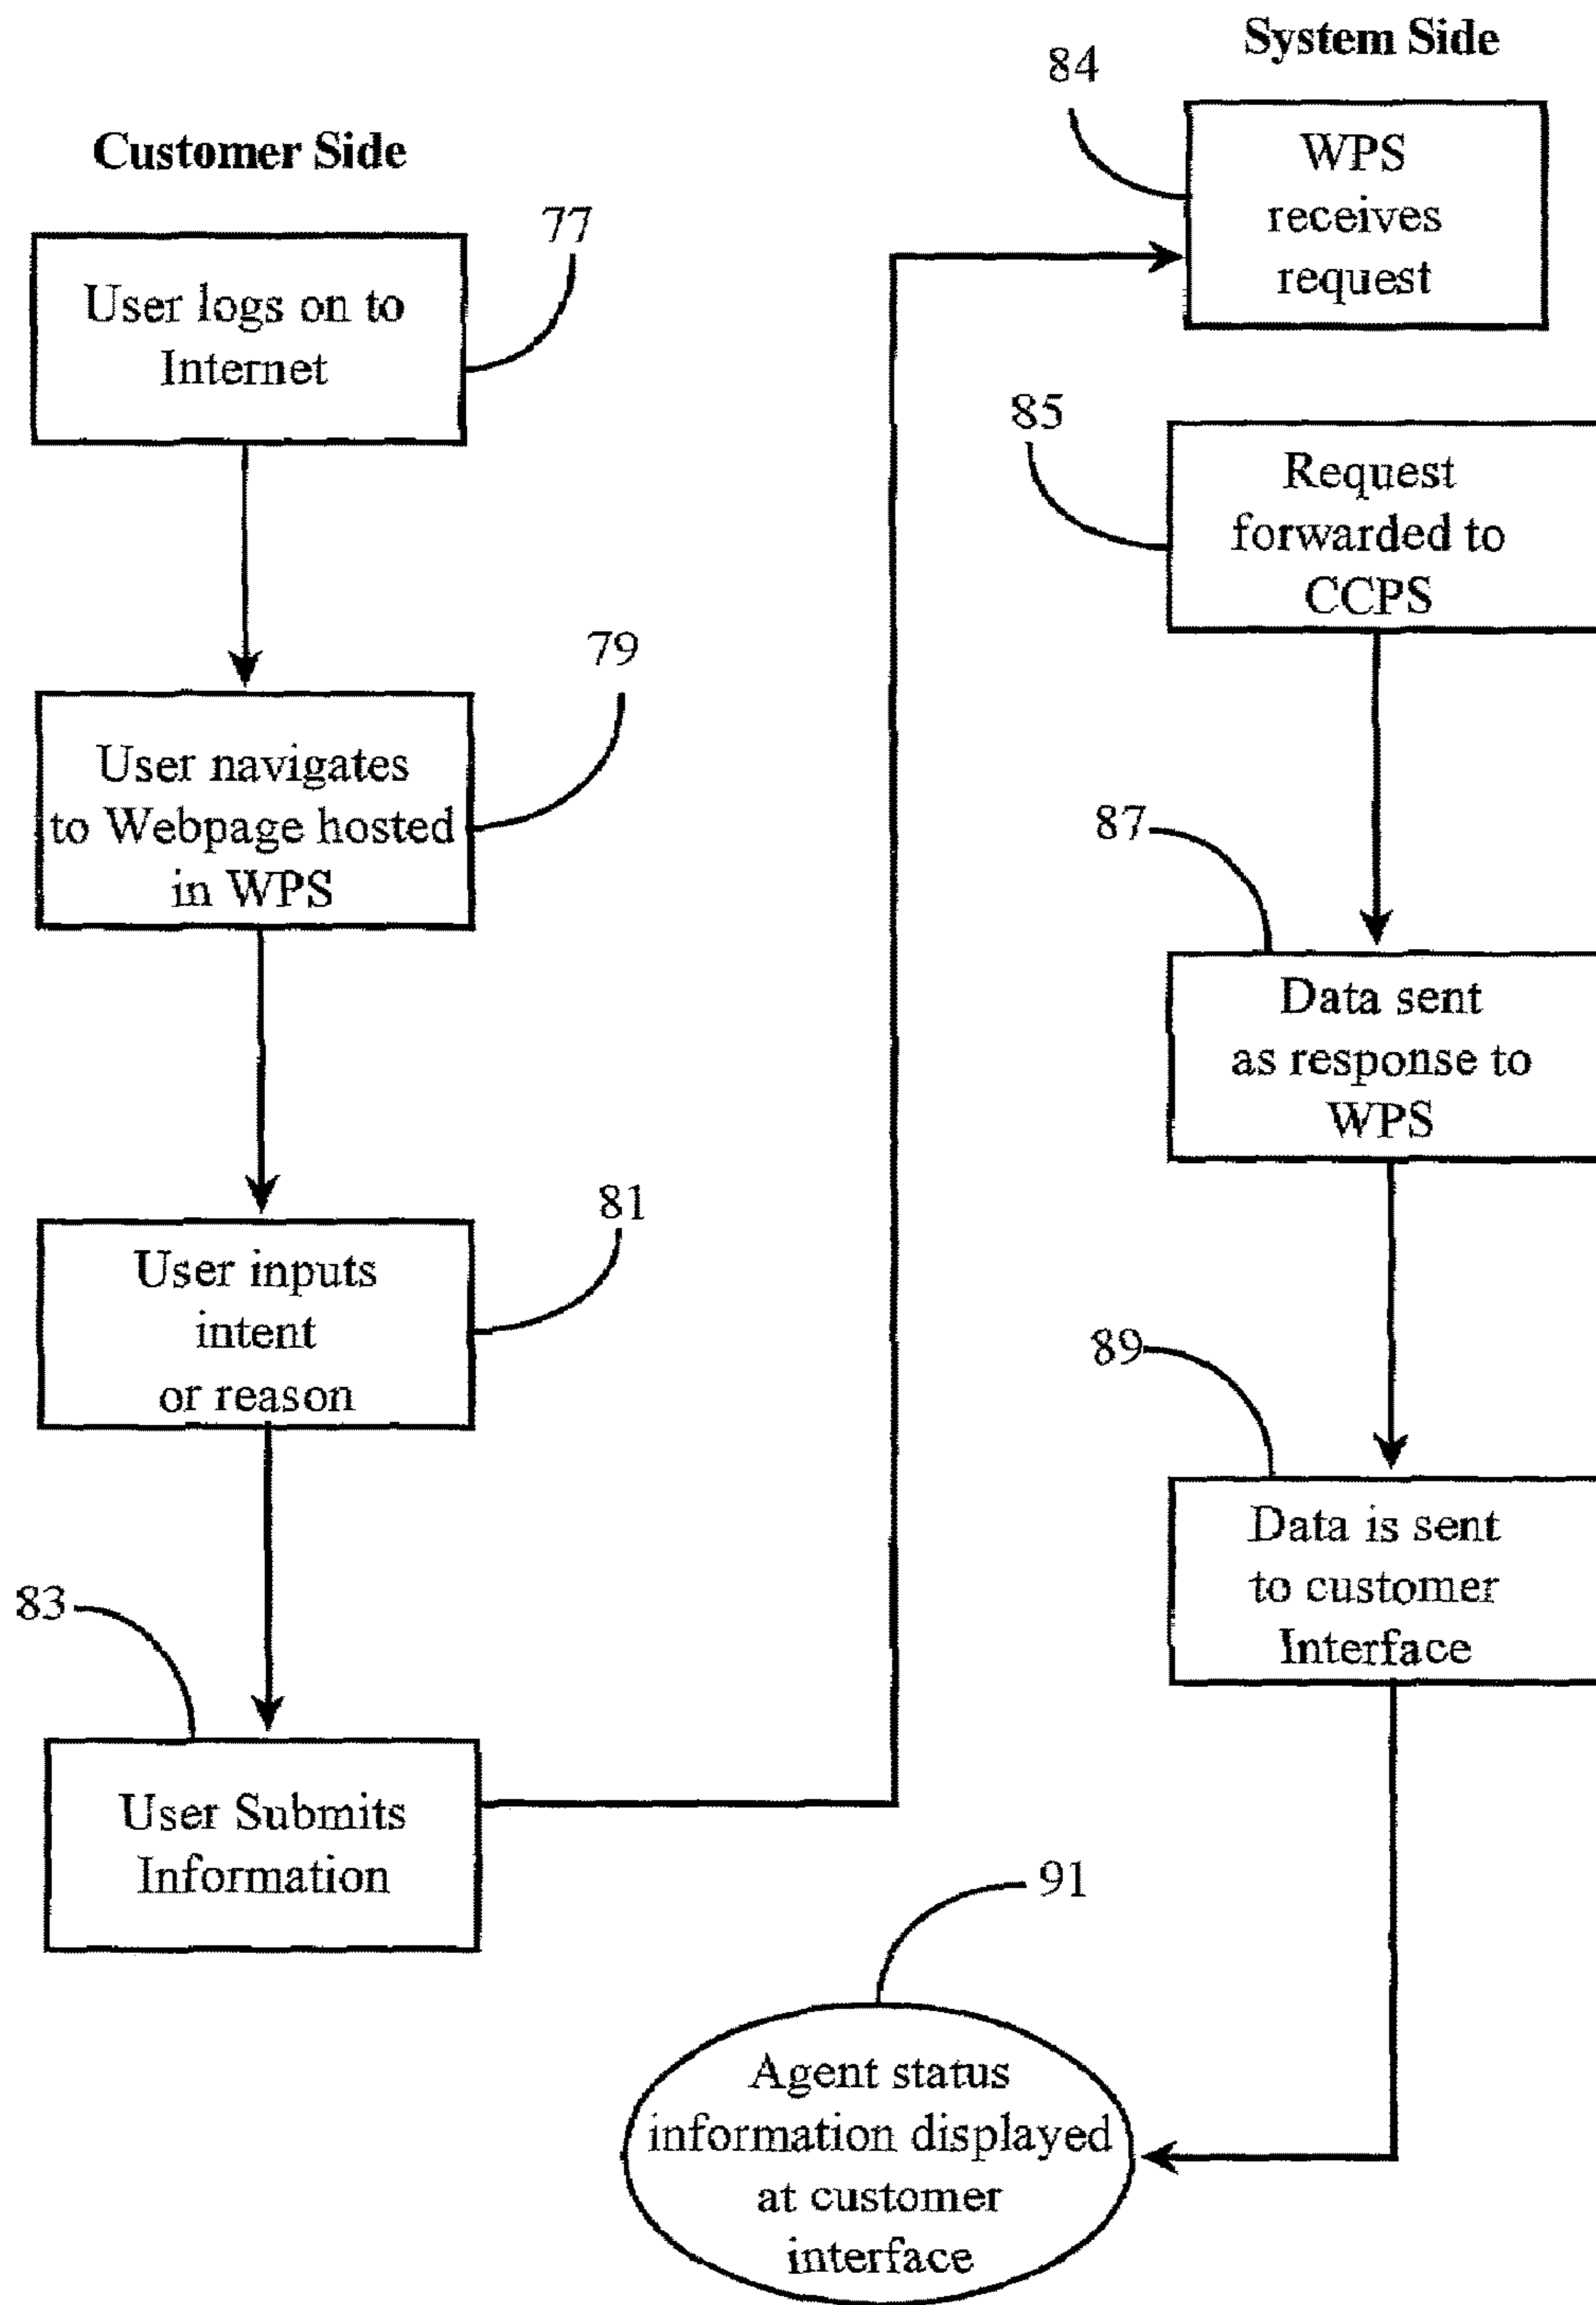 Customer Side
77
User logs on to
Internet
79
User navigates
to Webpage hosted
in WPS
81
User inputs
intent
or reason
83
User Submits
Information
System Side
84
WPS
receives
request
85
Request
forwarded to
CCPS
87
Data sent
as response to
WPS
89
Data is sent
to customer
Interface
91
Agent status
information displayed
at customer
interface